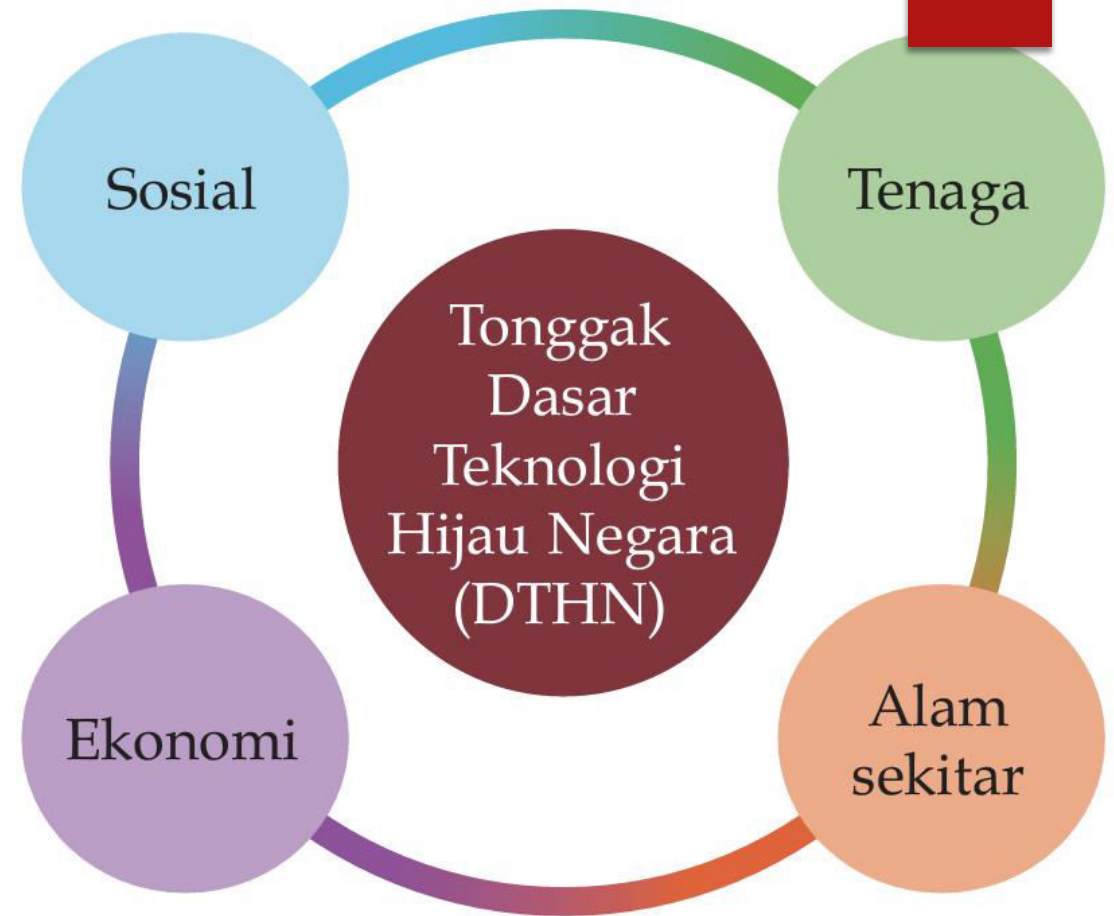 Sosial
Tenaga
Tonggak
Dasar
Teknologi
Hijau Negara
(DTHN)
Ekonomi
Alam
sekitar